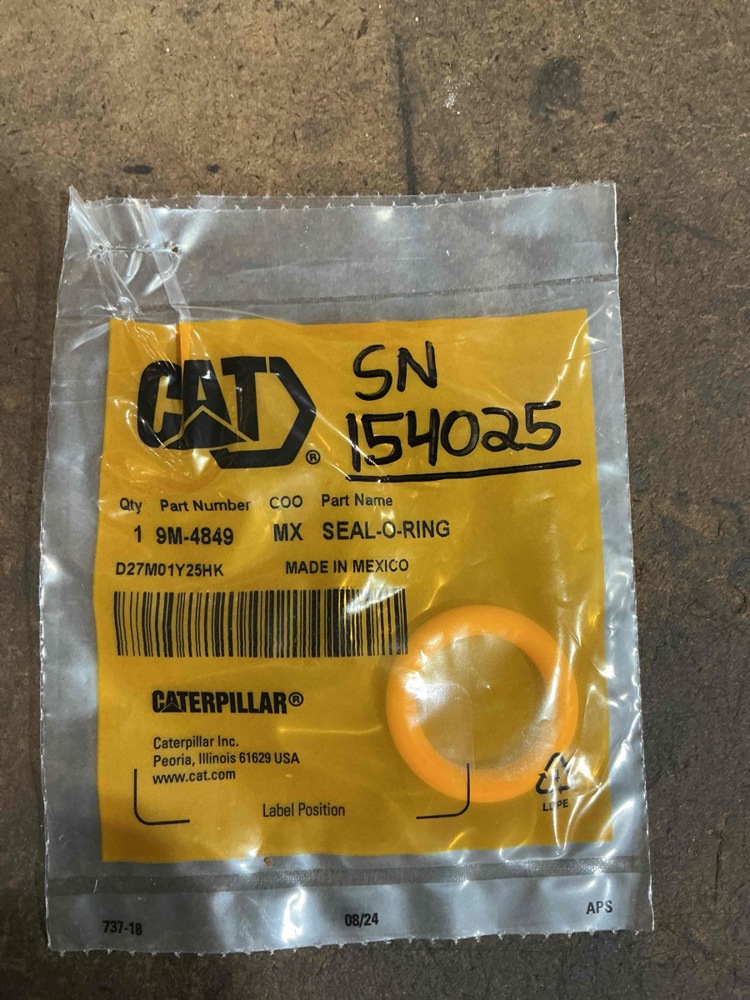 CAT®
SN
154025
Qty Part Number COO Part Name
1 9M-4849 MX SEAL-O-RING
D27M01Y25HK MADE IN MEXICO
CATERPILLAR®
Caterpillar Inc.
Peoria, Illinois 61629 USA
www.cat.com
Label Position
LDPE
737-18 08/24 APS